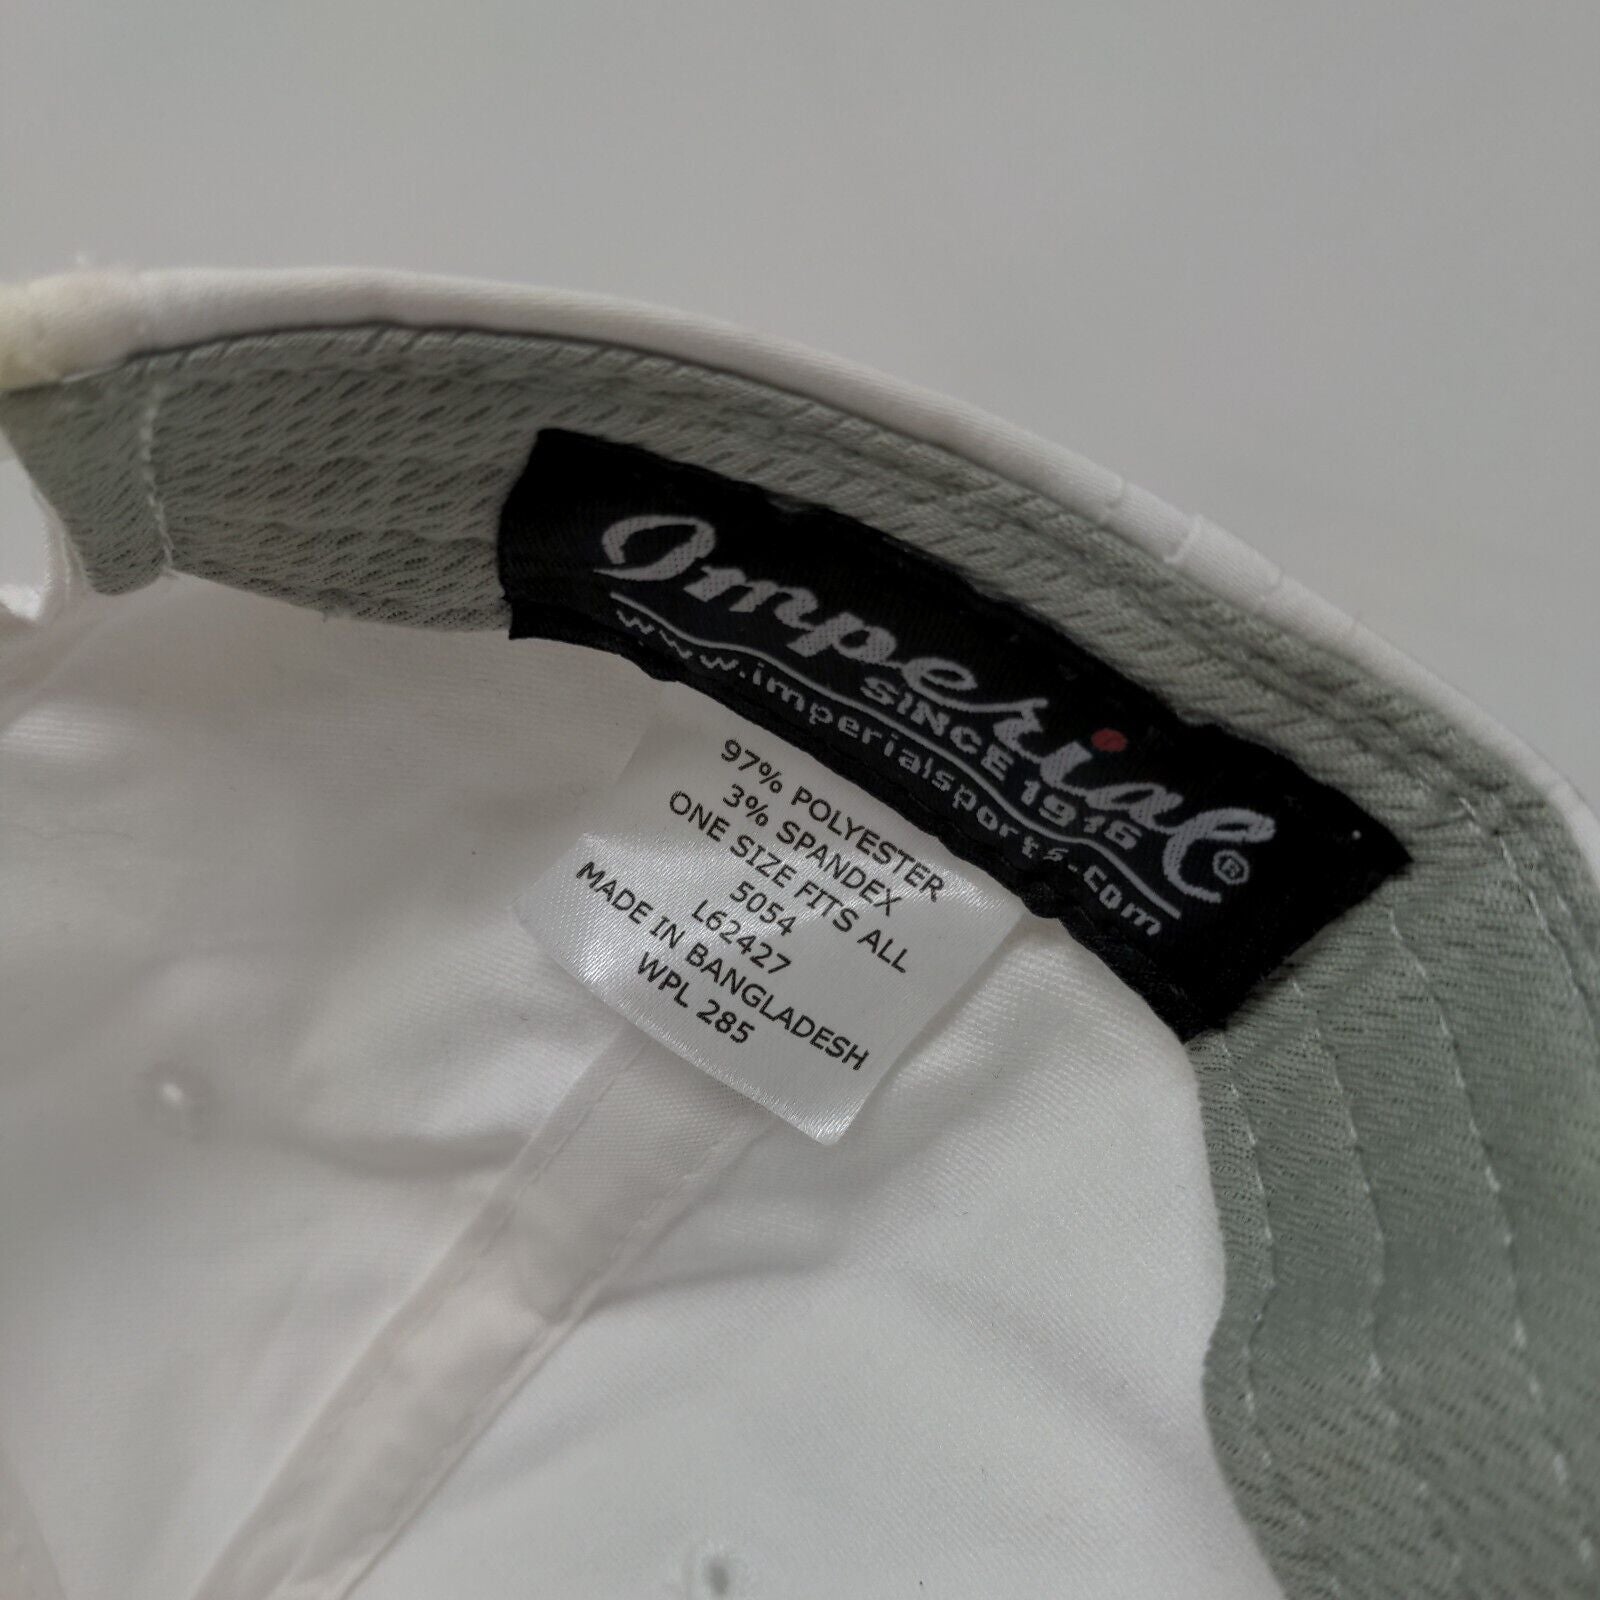 Imperial®
SINCE 1916
www.imperialsports.com
97% POLYESTER
3% SPANDEX
ONE SIZE FITS ALL
5054
L62427
MADE IN BANGLADESH
WPL 285